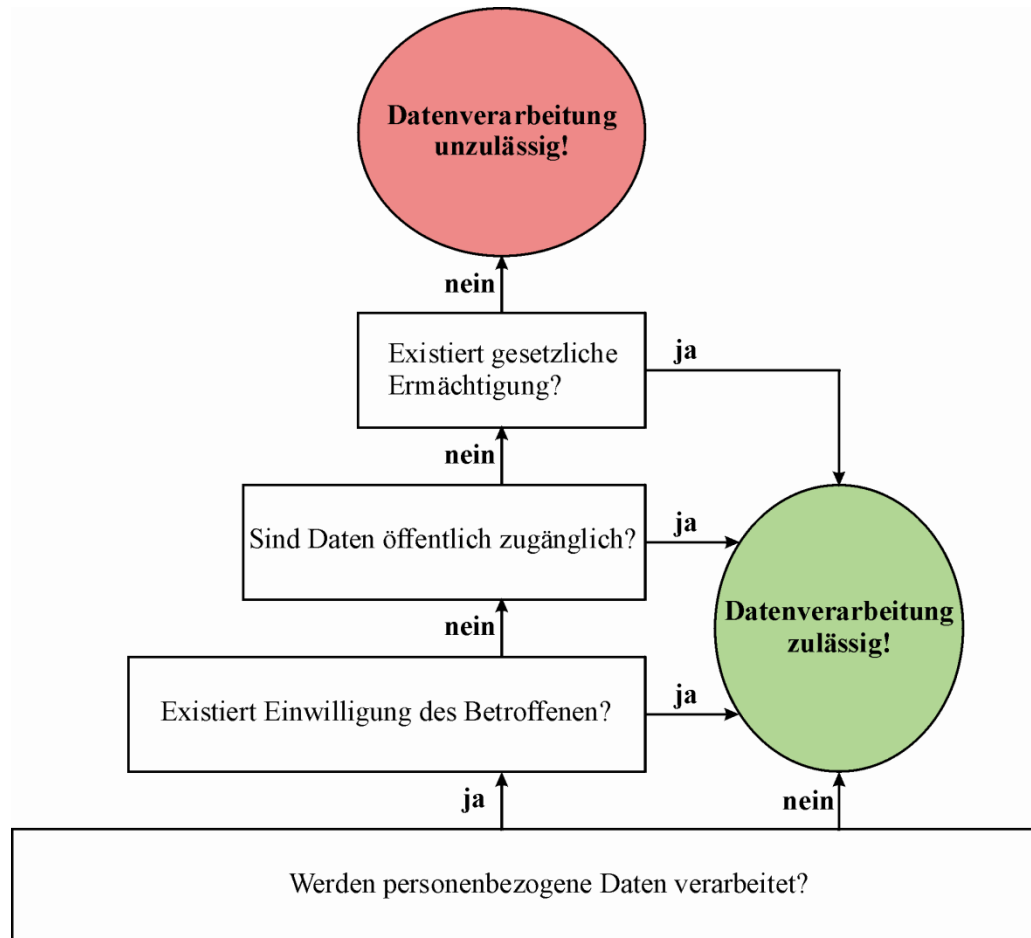 Datenverarbeitung
unzulässig!
nein
Existiert gesetzliche
Ermächtigung?
ja
nein
Sind Daten öffentlich zugänglich?
ja
Datenverarbeitung
zulässig!
nein
Existiert Einwilligung des Betroffenen?
ja
ja
nein
Werden personenbezogene Daten verarbeitet?